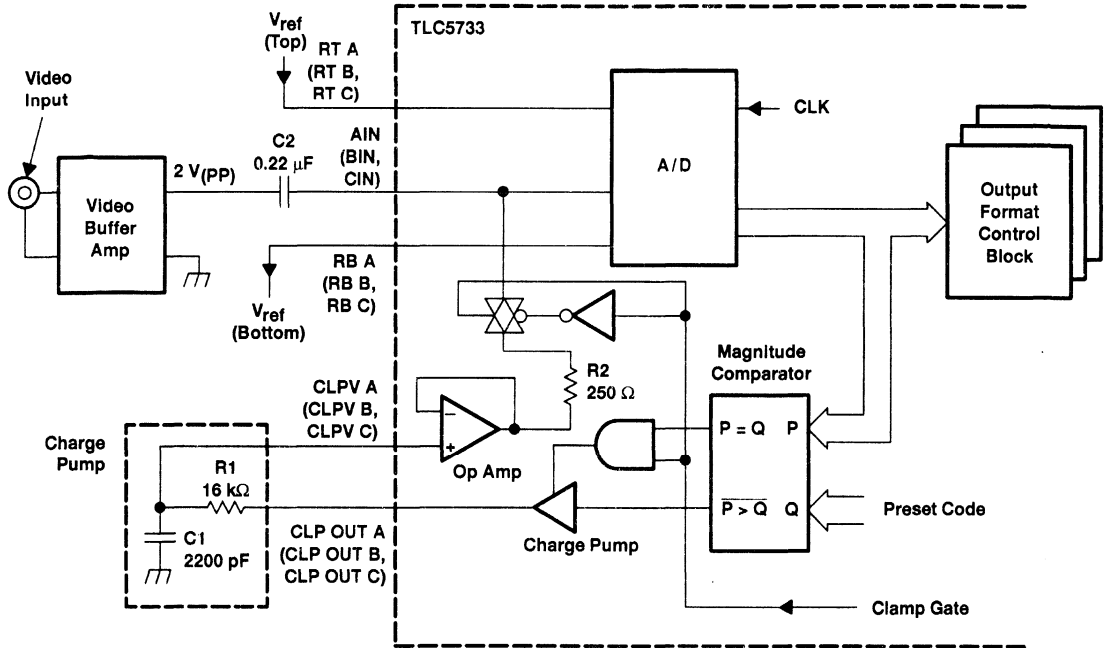 TLC5733
Vref
(Top)
RT A
(RT B,
RT C)
Video
Input
CLK
C2
0.22 μF
AIN
(BIN,
CIN)
A/D
2 V(PP)
Video
Buffer
Amp
Output
Format
Control
Block
RB A
(RB B,
RB C)
Vref
(Bottom)
R2
250 Ω
Magnitude
Comparator
CLPV A
(CLPV B,
CLPV C)
−
+
Op Amp
P = Q P
Charge
Pump
R1
16 kΩ
P > Q Q
Preset Code
C1
2200 pF
CLP OUT A
(CLP OUT B,
CLP OUT C)
Charge Pump
Clamp Gate